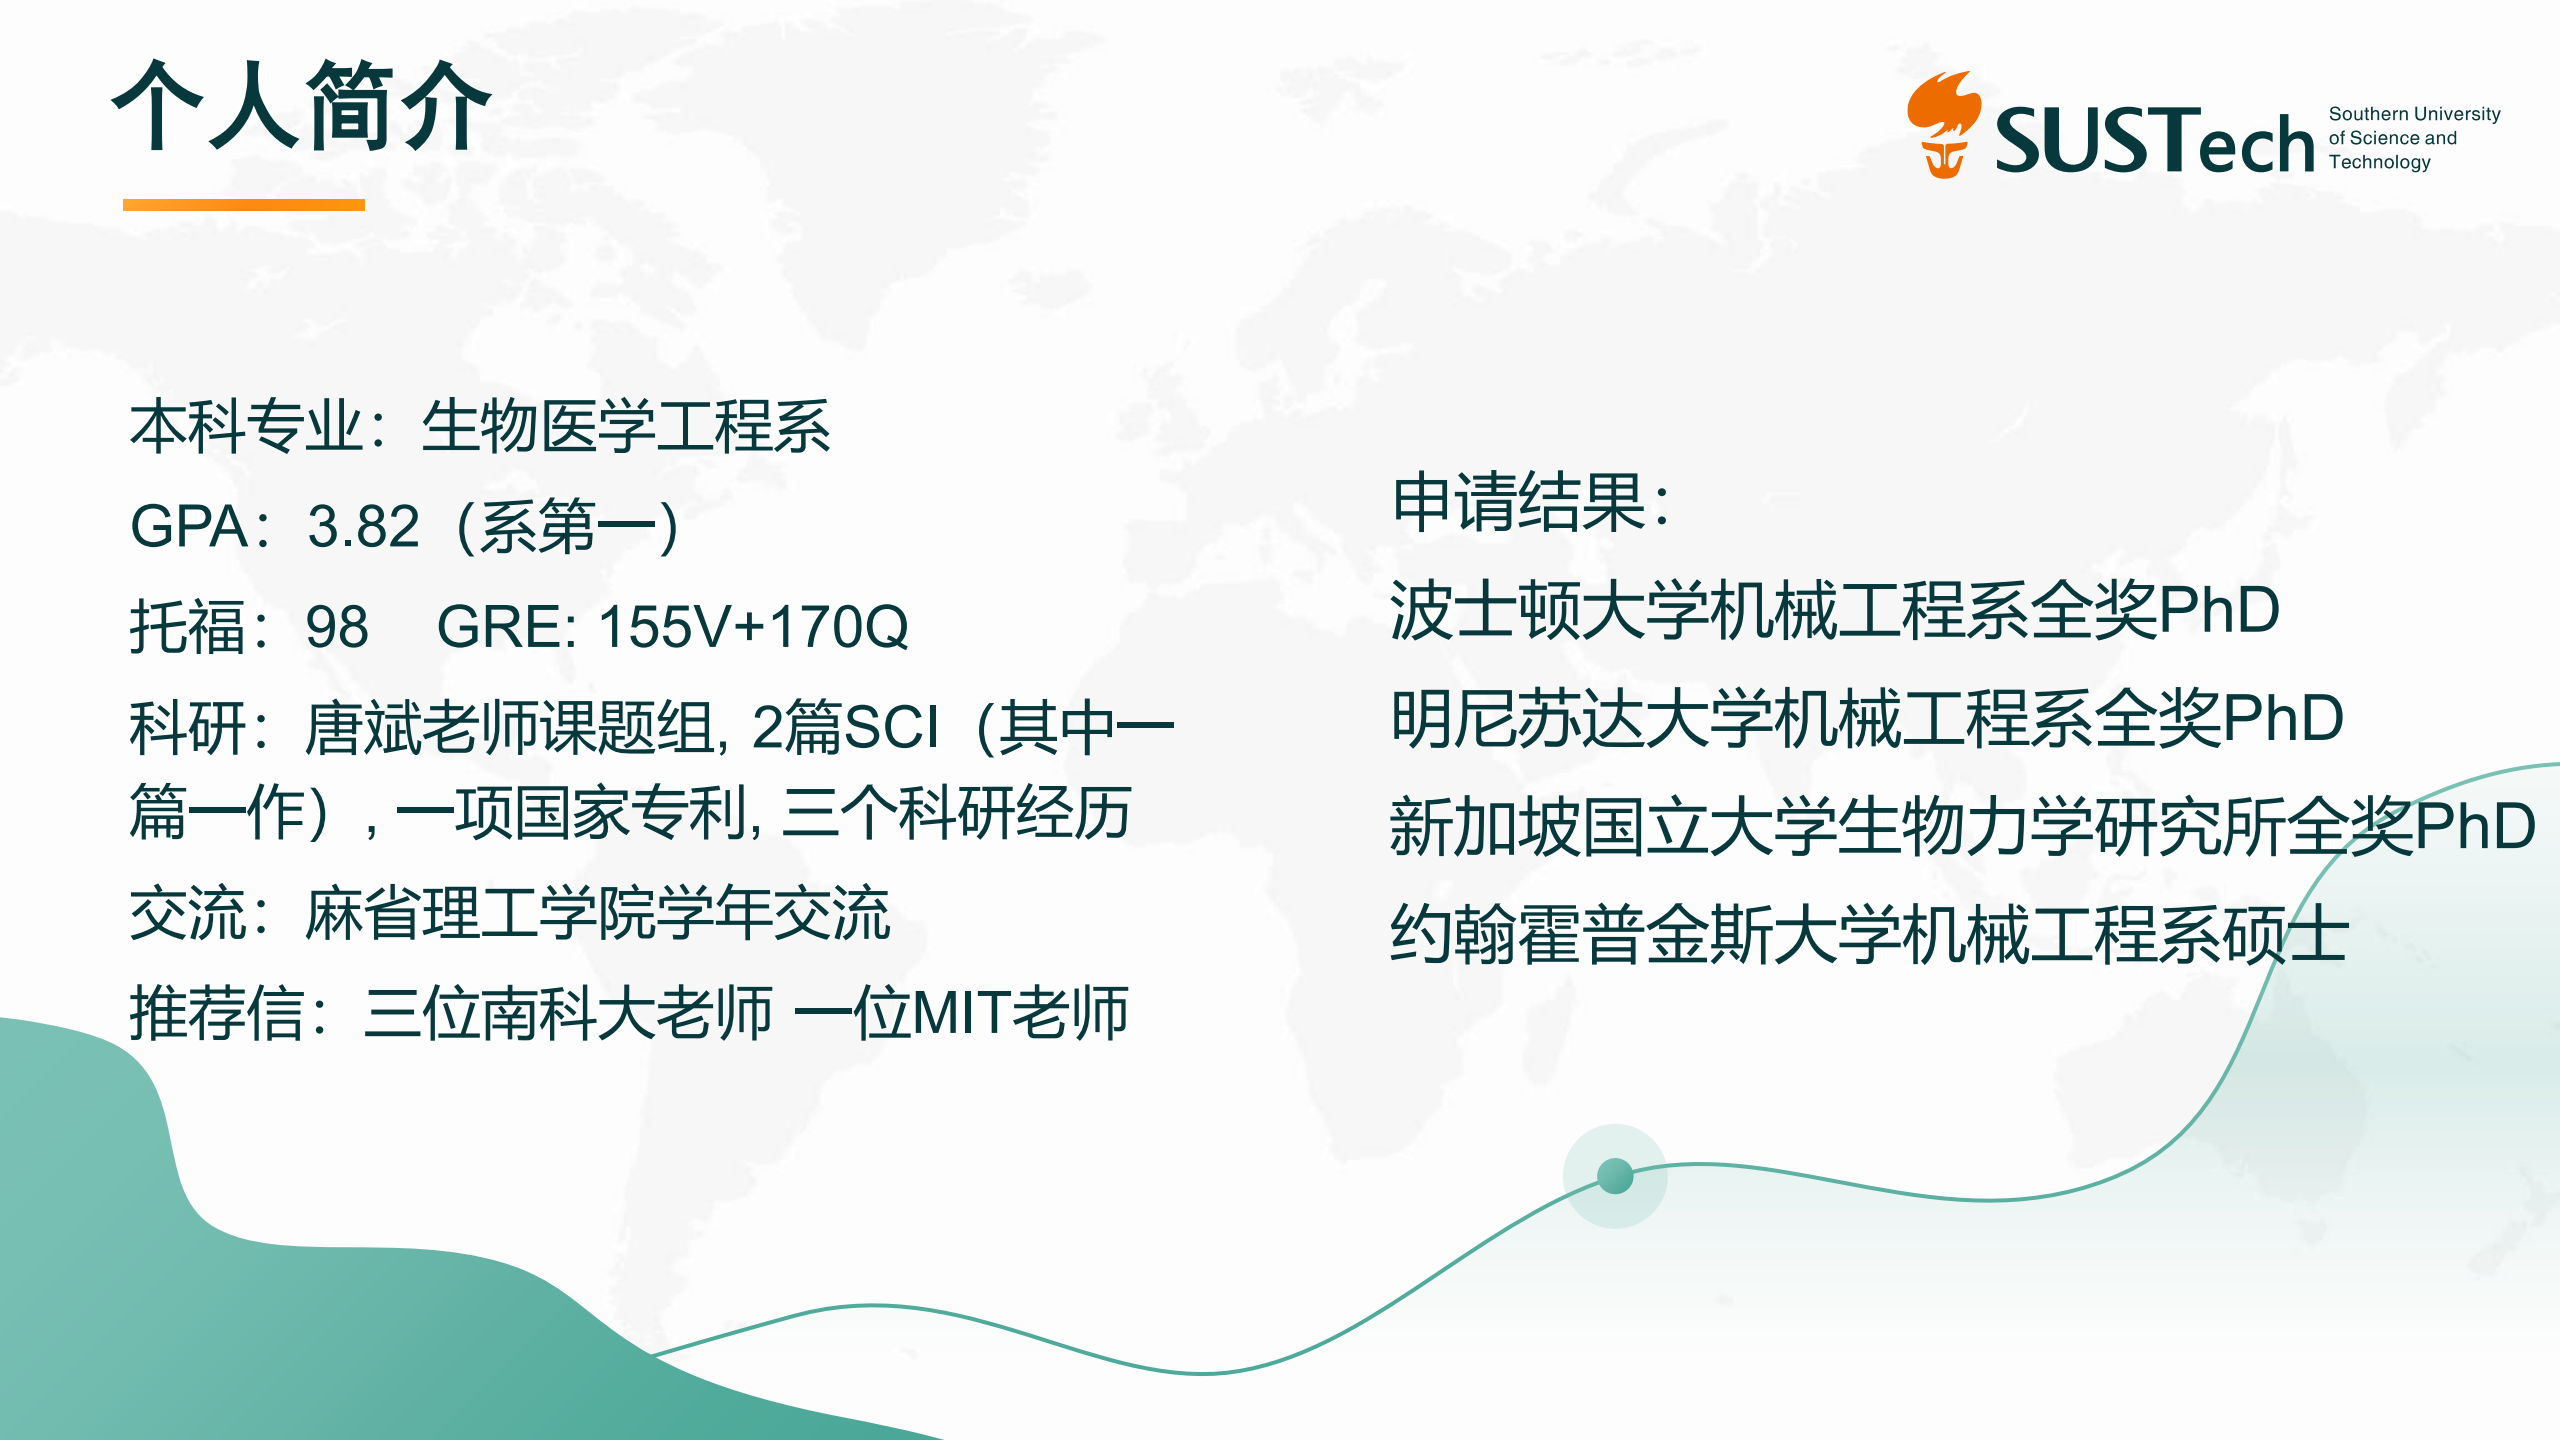 个人简介
SUSTech
Southern University
of Science and
Technology
本科专业：生物医学工程系
GPA：3.82（系第一）
托福：98 GRE: 155V+170Q
科研：唐斌老师课题组, 2篇SCI（其中一
篇一作）, 一项国家专利, 三个科研经历
交流：麻省理工学院学年交流
推荐信：三位南科大老师 一位MIT老师
申请结果：
波士顿大学机械工程系全奖PhD
明尼苏达大学机械工程系全奖PhD
新加坡国立大学生物力学研究所全奖PhD
约翰霍普金斯大学机械工程系硕士